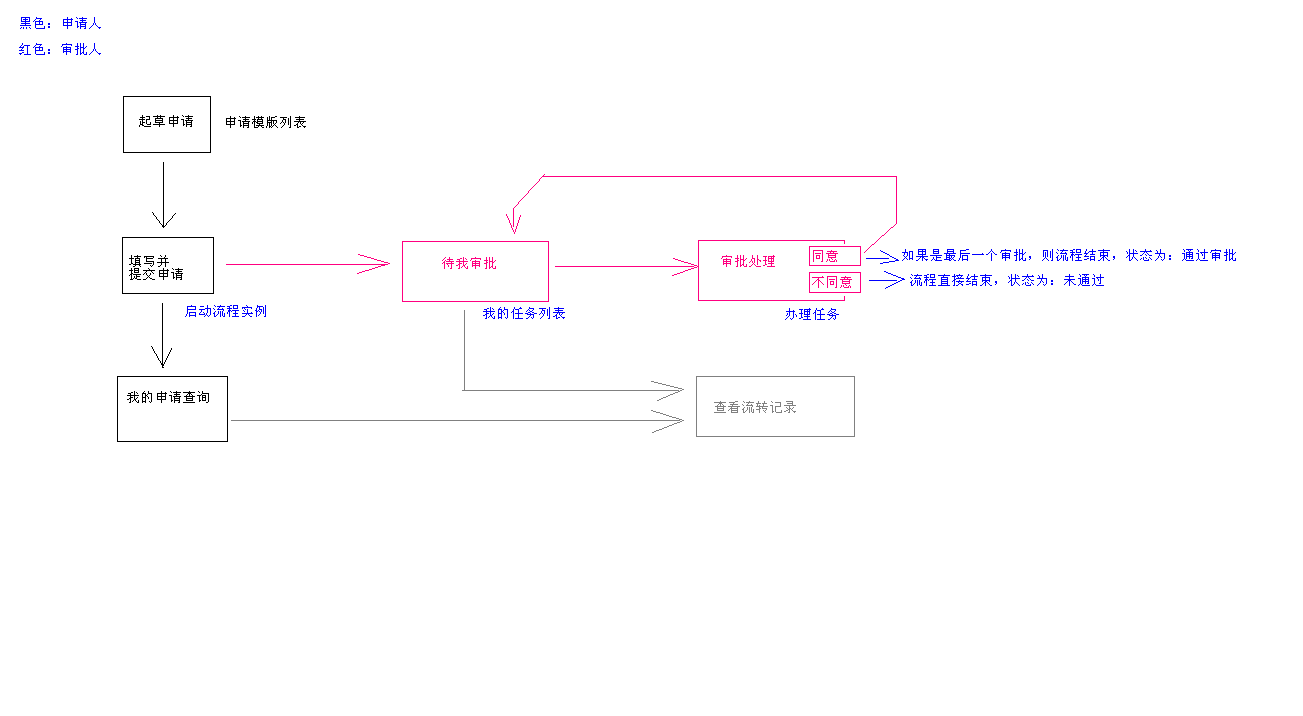 黑色：申请人
红色：审批人
起草申请
申请模版列表
填写并
提交申请
启动流程实例
待我审批
我的任务列表
审批处理
同意
不同意
如果是最后一个审批，则流程结束，状态为：通过审批
流程直接结束，状态为：未通过
办理任务
我的申请查询
查看流转记录